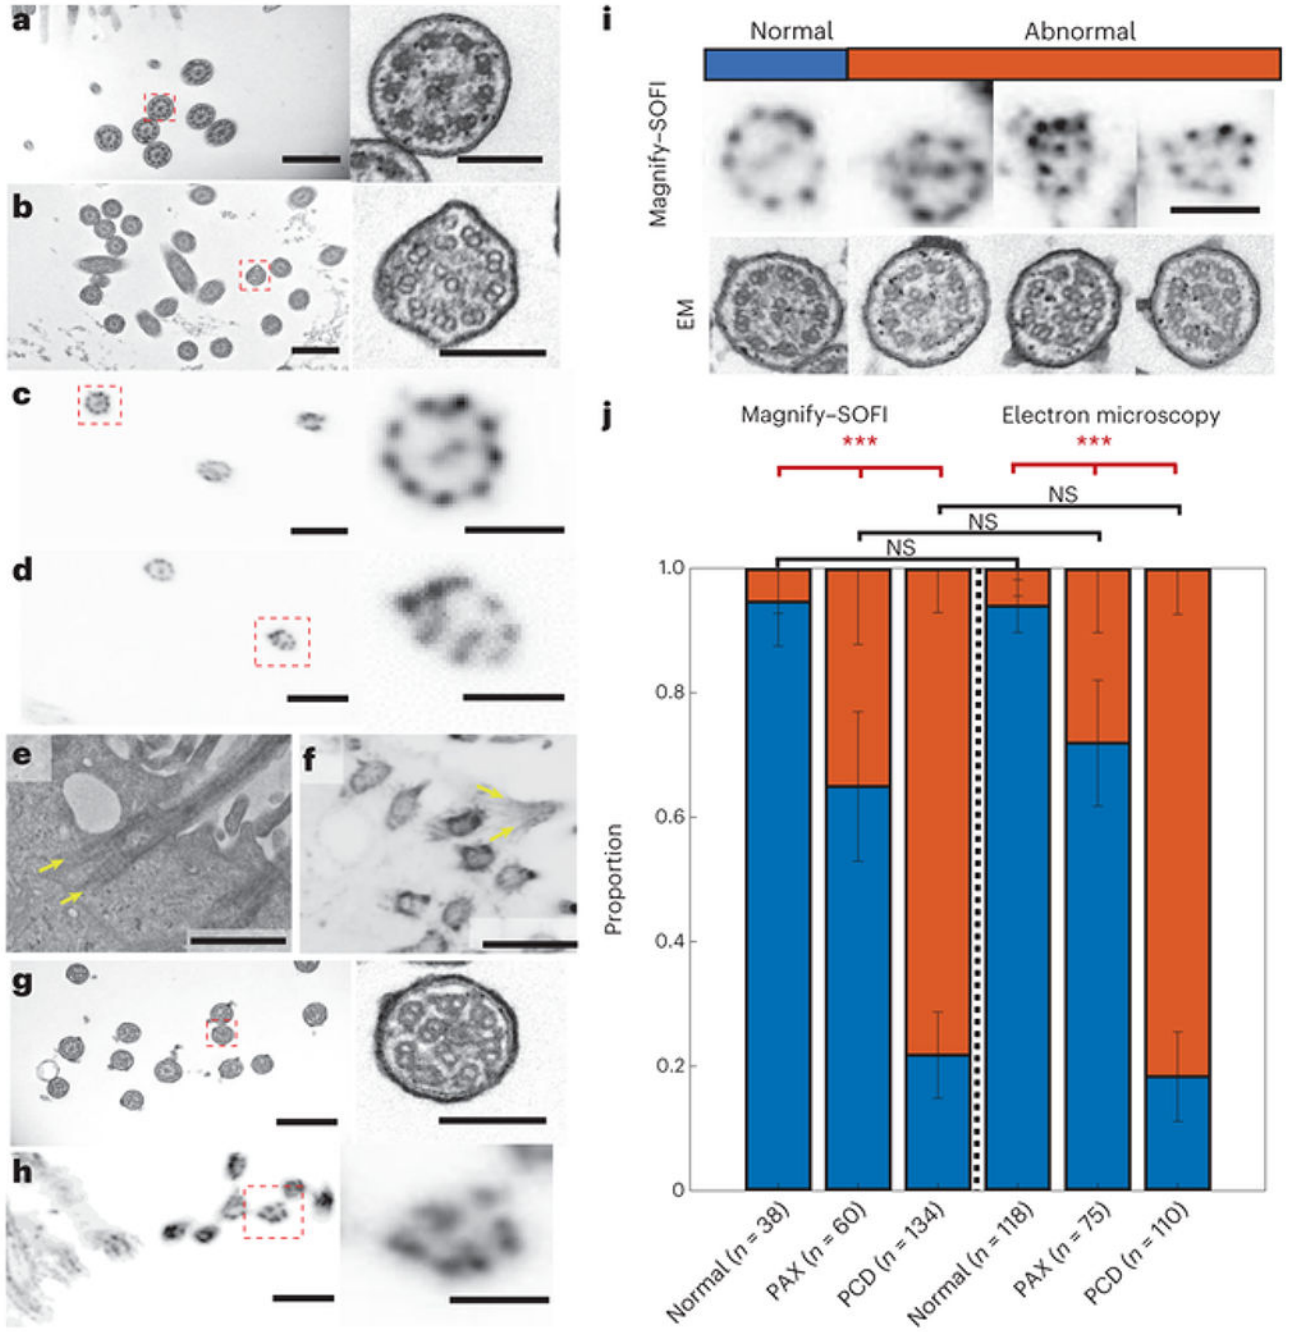 a
b
c
d
e
f
g
h
i
Normal
Abnormal
Magnify–SOFI
EM
j
Magnify–SOFI
Electron microscopy
***
***
NS
NS
NS
1.0
0.8
0.6
0.4
0.2
0
Proportion
Normal (n = 38)
PAX (n = 60)
PCD (n = 134)
Normal (n = 118)
PAX (n = 75)
PCD (n = 110)